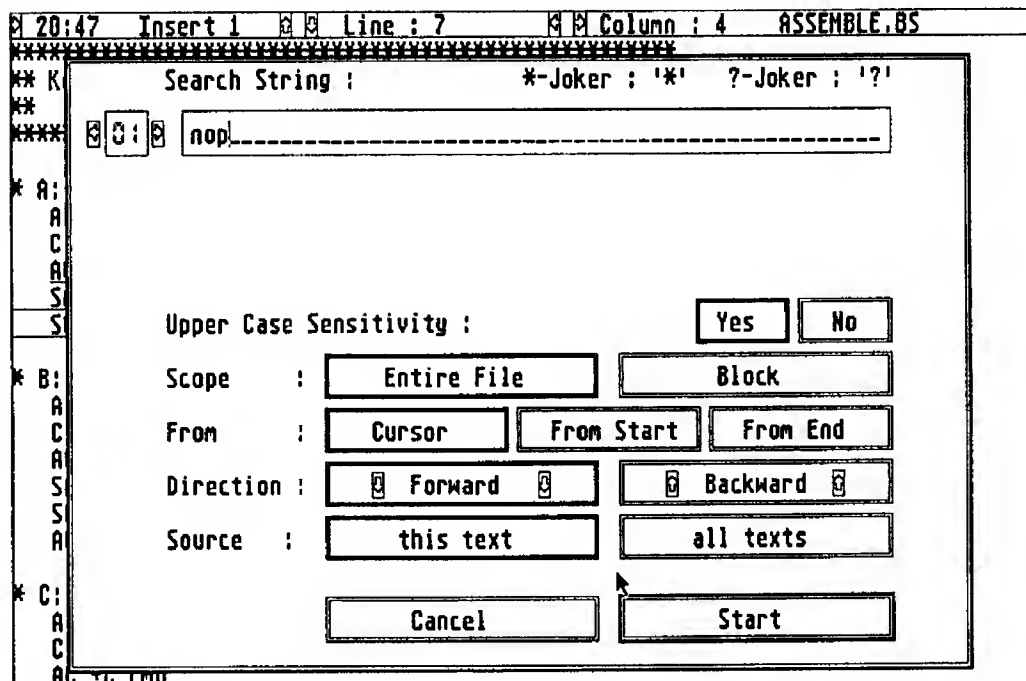 20:47 Insert 1 Line : 7 Column : 4 ASSEMBLE.BS
**************************************************
** K
Search String : *-Joker : '*' ?-Joker : '?'
**
****
0: nop
* A:
A
C
A
S
S
Upper Case Sensitivity : Yes No
* B:
Scope : Entire File Block
A
C
From : Cursor From Start From End
A
S
Direction : Forward Backward
S
A
Source : this text all texts
* C:
A
C
Cancel Start